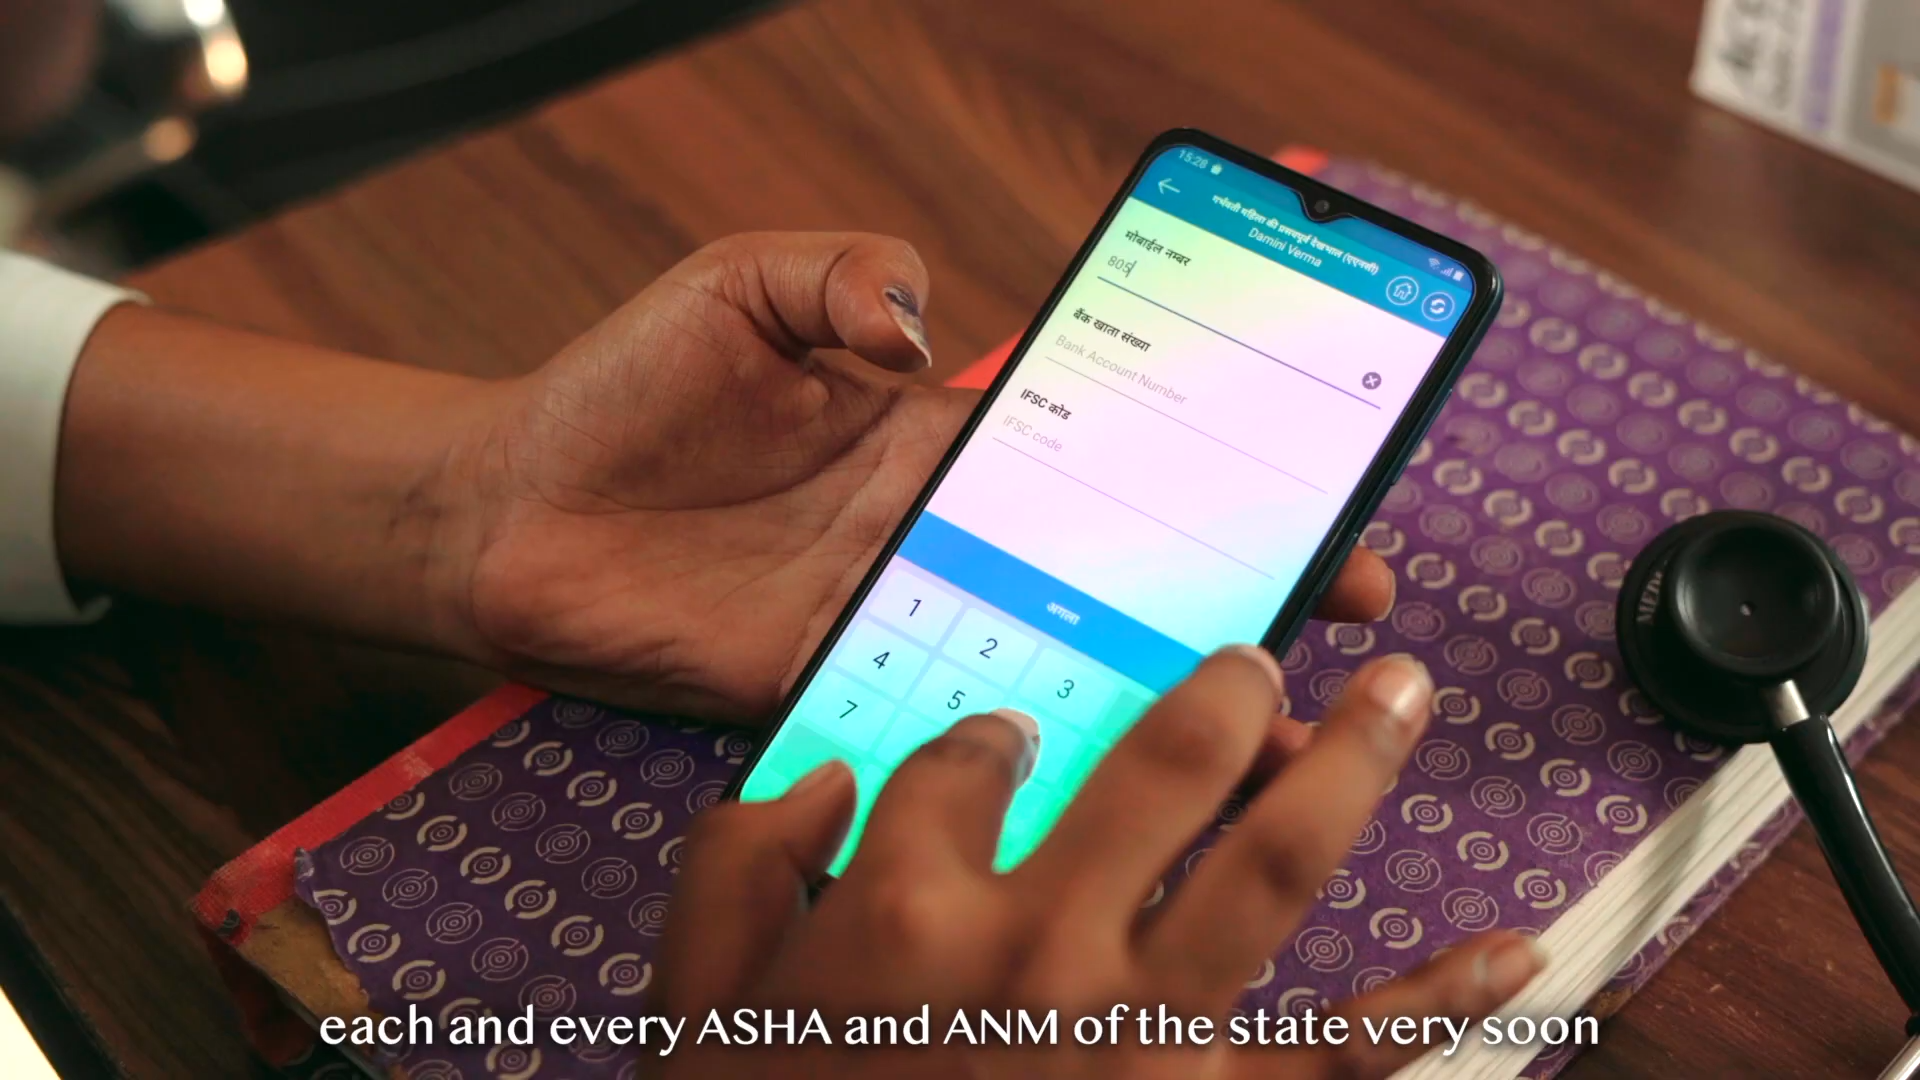 15:28
गर्भवती महिला की प्रसवपूर्व देखभाल (एएनसी)
Damini Verma
मोबाईल नम्बर
805
बैंक खाता संख्या
Bank Account Number
IFSC कोड
IFSC code
अगला
1
2
3
4
5
7
each and every ASHA and ANM of the state very soon